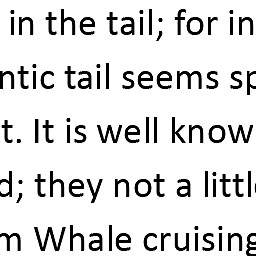 in the tail; for in
ntic tail seems sp
t. It is well know
d; they not a little
m Whale cruising